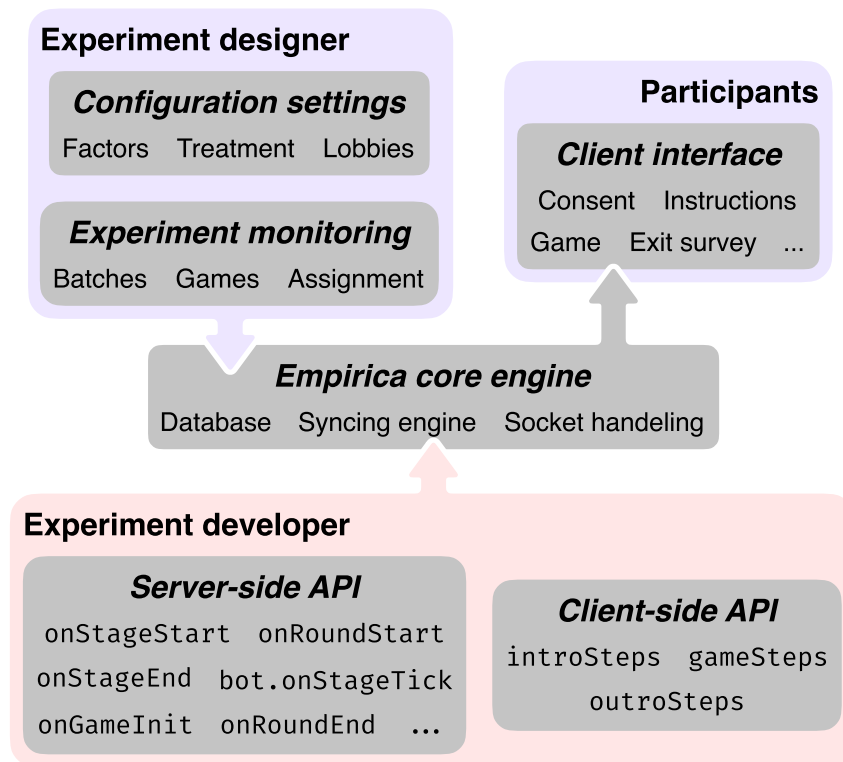 Experiment designer
Configuration settings
Factors Treatment Lobbies
Experiment monitoring
Batches Games Assignment
Participants
Client interface
Consent Instructions
Game Exit survey ...
Empirica core engine
Database Syncing engine Socket handeling
Experiment developer
Server-side API
onStageStart onRoundStart
onStageEnd bot.onStageTick
onGameInit onRoundEnd ...
Client-side API
introSteps gameSteps
outroSteps